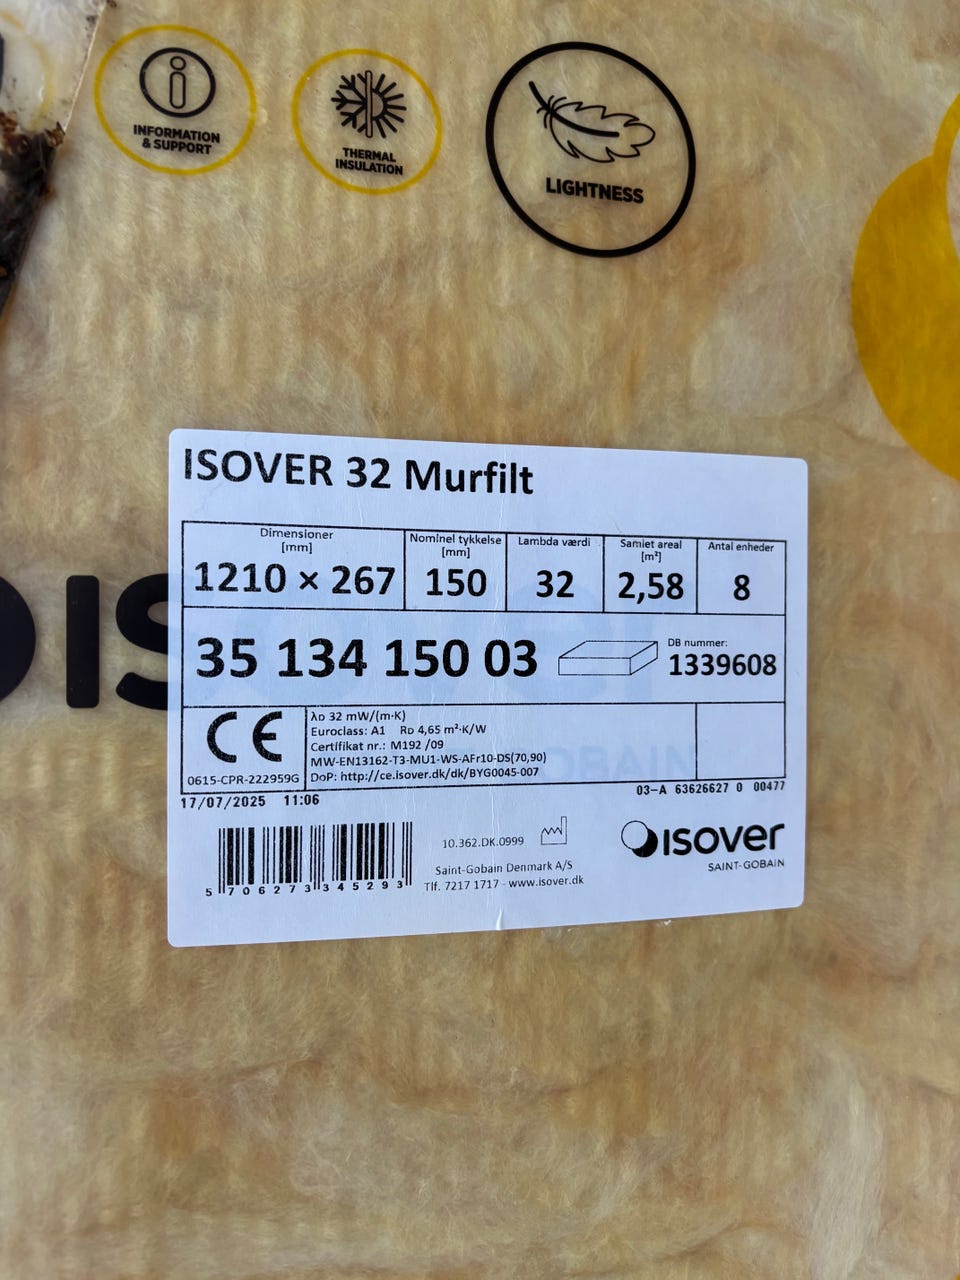 INFORMATION
& SUPPORT
THERMAL
INSULATION
LIGHTNESS
ISOVER 32 Murfilt
Dimensioner
[mm]
1210 × 267
Nominel tykkelse
[mm]
150
Lambda værdi
32
Samlet areal
[m²]
2,58
Antal enheder
8
35 134 150 03
DB nummer:
1339608
CE
0615-CPR-222959G
λD 32 mW/(m·K)
Euroclass: A1 RD 4,65 m²·K/W
Certifikat nr.: M192 /09
MW-EN13162-T3-MU1-WS-AFr10-DS(70,90)
DoP: http://ce.isover.dk/dk/BYG0045-007
17/07/2025 11:06
03-A 63626627 0 00477
5 706273 345293
10.362.DK.0999
Saint-Gobain Denmark A/S
Tlf. 7217 1717 - www.isover.dk
isover
SAINT-GOBAIN
isover
SAINT-GOBAIN